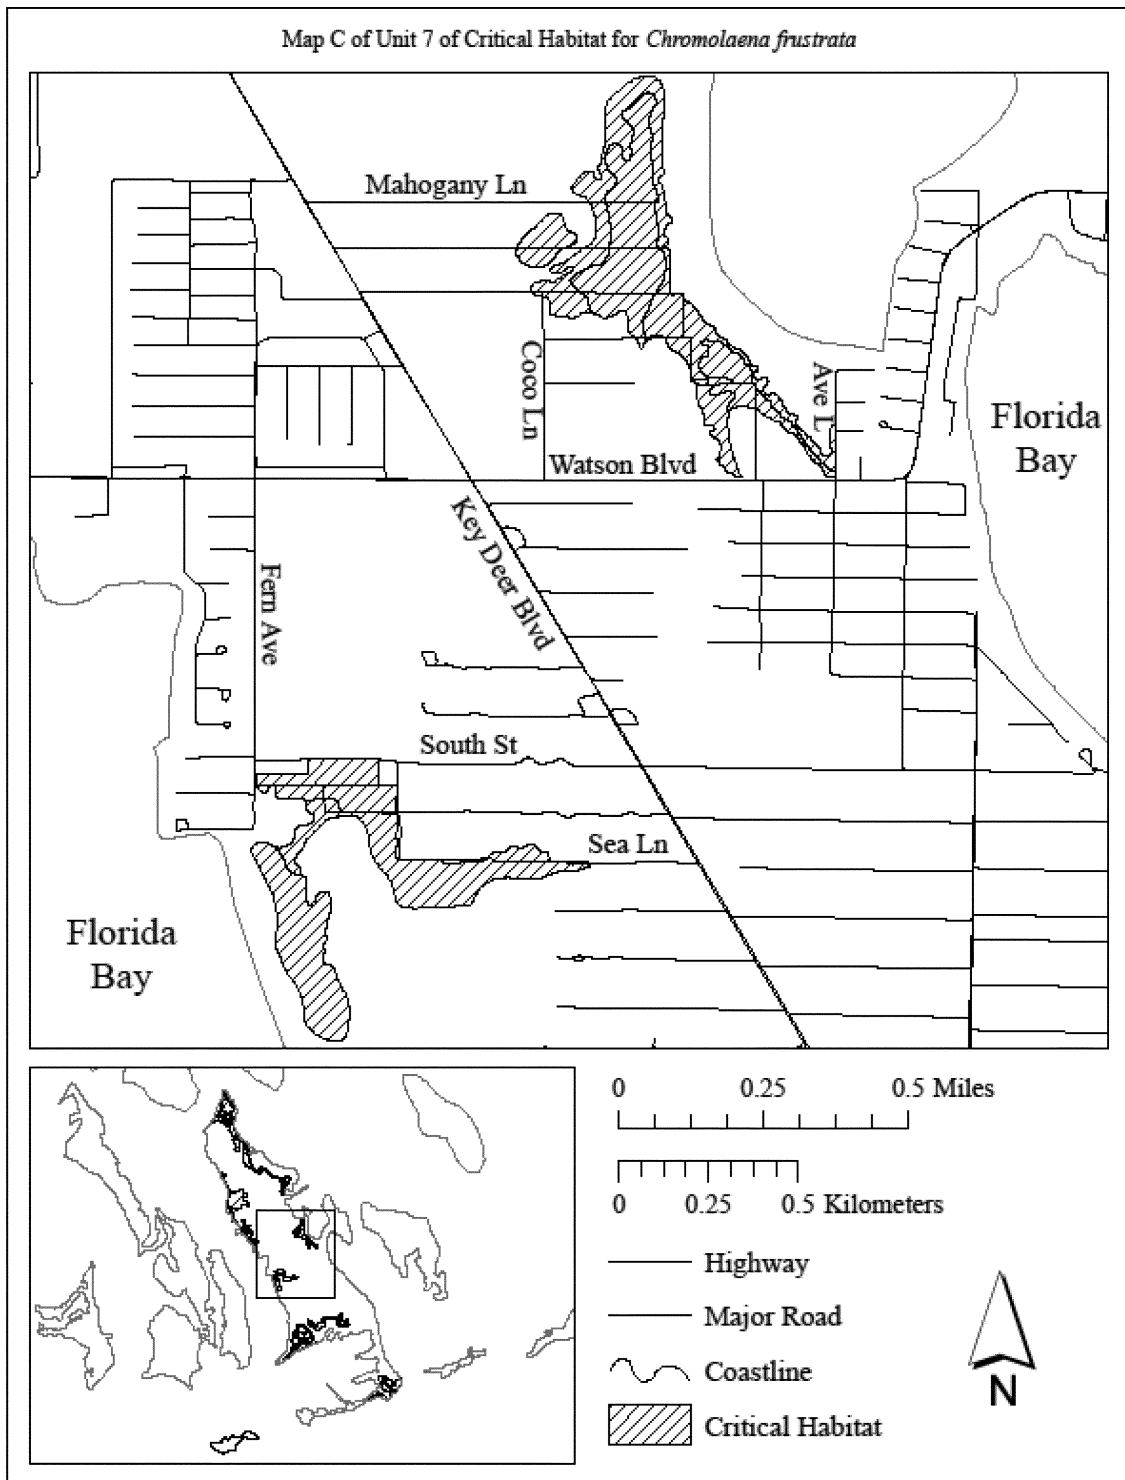 Map C of Unit 7 of Critical Habitat for Chromolaena frustrata
Mahogany Ln
Coco Ln
Ave L
Florida
Bay
Watson Blvd
Key Deer Blvd
Fern Ave
South St
Sea Ln
Florida
Bay
0 0.25 0.5 Miles
0 0.25 0.5 Kilometers
Highway
Major Road
Coastline
Critical Habitat
N